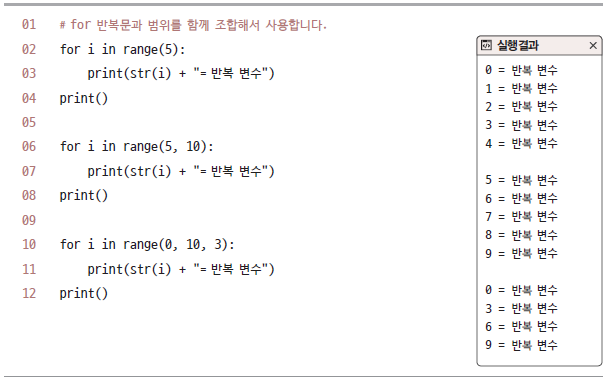 01 # for 반복문과 범위를 함께 조합해서 사용합니다.
02 for i in range(5):
03 print(str(i) + "= 반복 변수")
04 print()
05
06 for i in range(5, 10):
07 print(str(i) + "= 반복 변수")
08 print()
09
10 for i in range(0, 10, 3):
11 print(str(i) + "= 반복 변수")
12 print()
실행결과 ×
0 = 반복 변수
1 = 반복 변수
2 = 반복 변수
3 = 반복 변수
4 = 반복 변수
5 = 반복 변수
6 = 반복 변수
7 = 반복 변수
8 = 반복 변수
9 = 반복 변수
0 = 반복 변수
3 = 반복 변수
6 = 반복 변수
9 = 반복 변수